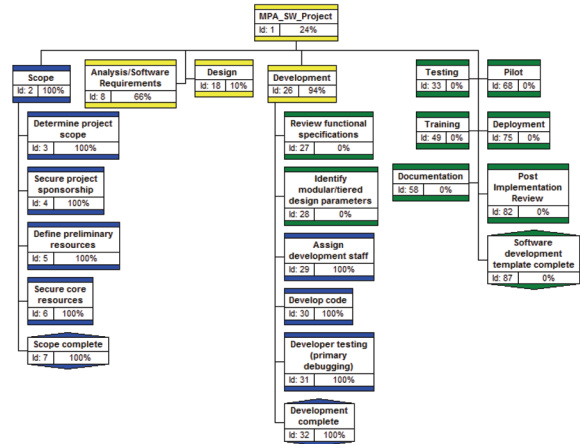 MPA_SW_Project
Id: 1 24%
Scope
Id: 2 100%
Determine project
scope
Id: 3 100%
Secure project
sponsorship
Id: 4 100%
Define preliminary
resources
Id: 5 100%
Secure core
resources
Id: 6 100%
Scope complete
Id: 7 100%
Analysis/Software
Requirements
Id: 8 66%
Design
Id: 18 10%
Development
Id: 26 94%
Review functional
specifications
Id: 27 0%
Identify
modular/tiered
design parameters
Id: 28 0%
Assign
development staff
Id: 29 100%
Develop code
Id: 30 100%
Developer testing
(primary
debugging)
Id: 31 100%
Development
complete
Id: 32 100%
Testing
Id: 33 0%
Pilot
Id: 68 0%
Training
Id: 49 0%
Deployment
Id: 75 0%
Documentation
Id: 58 0%
Post
Implementation
Review
Id: 82 0%
Software
development
template complete
Id: 87 0%